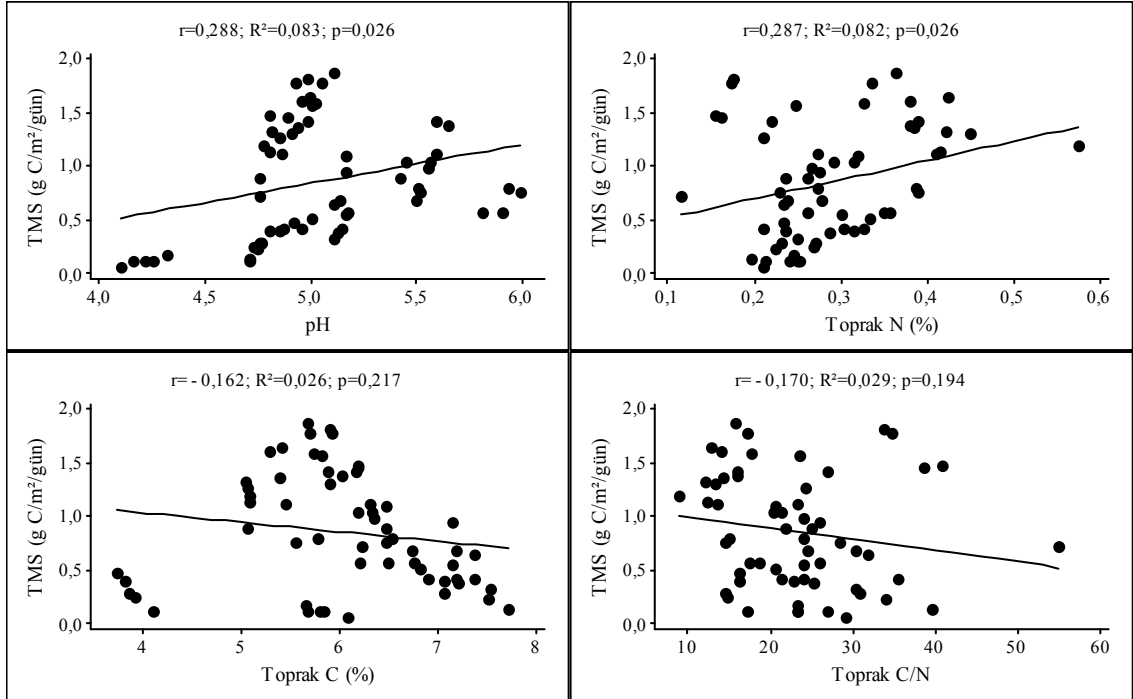 r=0,288; R²=0,083; p=0,026
TMS (g C/m²/gün)
2,0
1,5
1,0
0,5
0,0
4,0 4,5 5,0 5,5 6,0
pH
r=0,287; R²=0,082; p=0,026
TMS (g C/m²/gün)
2,0
1,5
1,0
0,5
0,0
0,1 0,2 0,3 0,4 0,5 0,6
Toprak N (%)
r= - 0,162; R²=0,026; p=0,217
TMS (g C/m²/gün)
2,0
1,5
1,0
0,5
0,0
4 5 6 7 8
Toprak C (%)
r= -0,170; R²=0,029; p=0,194
TMS (g C/m²/gün)
2,0
1,5
1,0
0,5
0,0
10 20 30 40 50 60
Toprak C/N